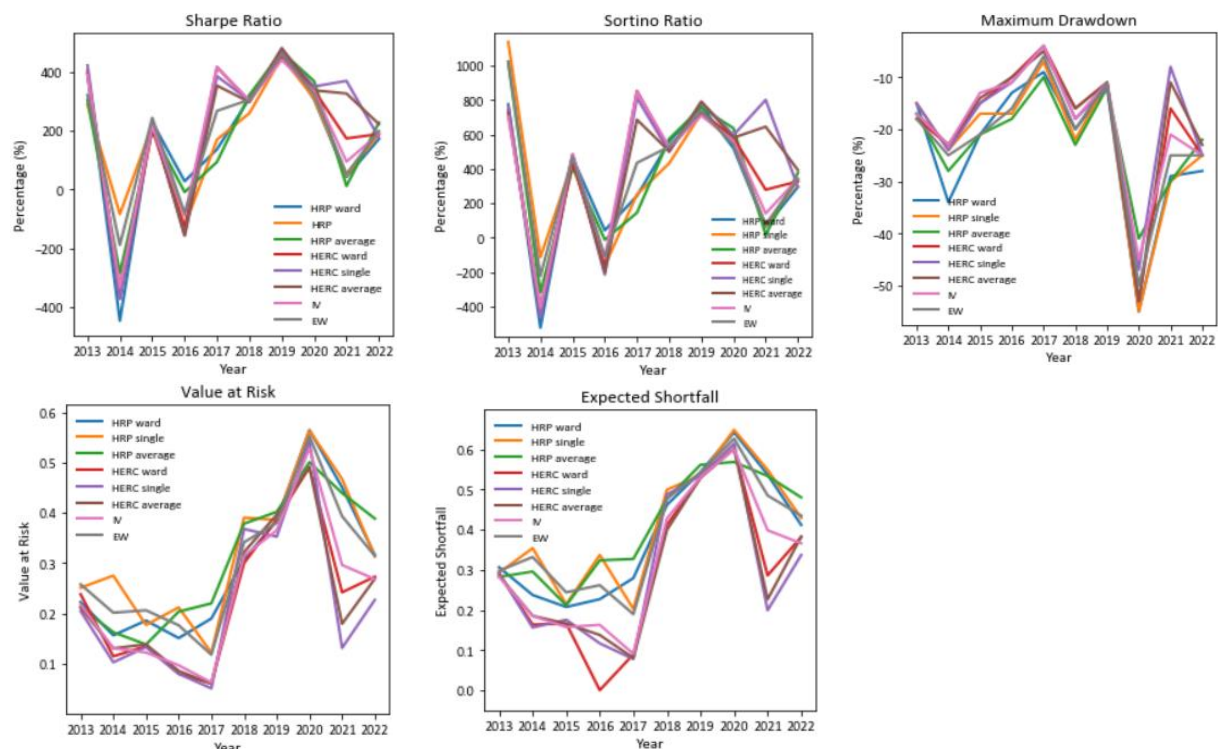 Sharpe Ratio
Percentage (%)
400
200
0
−200
−400
HRP ward
HRP
HRP average
HERC ward
HERC single
HERC average
IV
EW
2013 2014 2015 2016 2017 2018 2019 2020 2021 2022
Year
Sortino Ratio
Percentage (%)
1000
800
600
400
200
0
−200
−400
HRP ward
HRP single
HRP average
HERC ward
HERC single
HERC average
IV
EW
2013 2014 2015 2016 2017 2018 2019 2020 2021 2022
Year
Maximum Drawdown
Percentage (%)
−10
−20
−30
−40
−50
HRP ward
HRP single
HRP average
HERC ward
HERC single
HERC average
IV
EW
2013 2014 2015 2016 2017 2018 2019 2020 2021 2022
Year
Value at Risk
Value at Risk
0.6
0.5
0.4
0.3
0.2
0.1
HRP ward
HRP single
HRP average
HERC ward
HERC single
HERC average
IV
EW
2013 2014 2015 2016 2017 2018 2019 2020 2021 2022
Year
Expected Shortfall
Expected Shortfall
0.6
0.5
0.4
0.3
0.2
0.1
0.0
HRP ward
HRP single
HRP average
HERC ward
HERC single
HERC average
IV
EW
2013 2014 2015 2016 2017 2018 2019 2020 2021 2022
Year